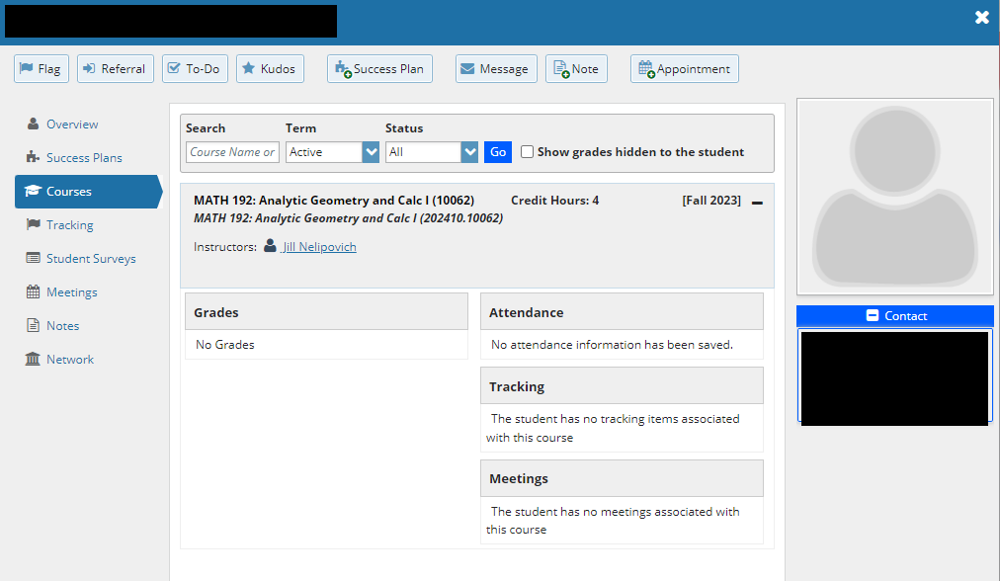 Flag
Referral
To-Do
Kudos
Success Plan
Message
Note
Appointment
Overview
Success Plans
Courses
Tracking
Student Surveys
Meetings
Notes
Network
Search
Term
Status
Course Name or
Active
All
Go
Show grades hidden to the student
MATH 192: Analytic Geometry and Calc I (10062) Credit Hours: 4 [Fall 2023]
MATH 192: Analytic Geometry and Calc I (202410.10062)
Instructors: Jill Nelipovich
Grades
No Grades
Attendance
No attendance information has been saved.
Tracking
The student has no tracking items associated
with this course
Meetings
The student has no meetings associated with
this course
Contact